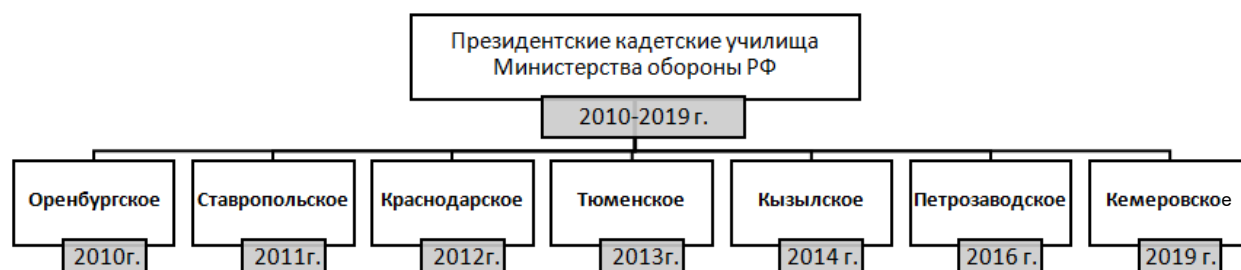 Президентские кадетские училища
Министерства обороны РФ
2010-2019 г.
Оренбургское
Ставропольское
Краснодарское
Тюменское
Кызылское
Петрозаводское
Кемеровское
2010г.
2011г.
2012г.
2013г.
2014 г.
2016 г.
2019 г.